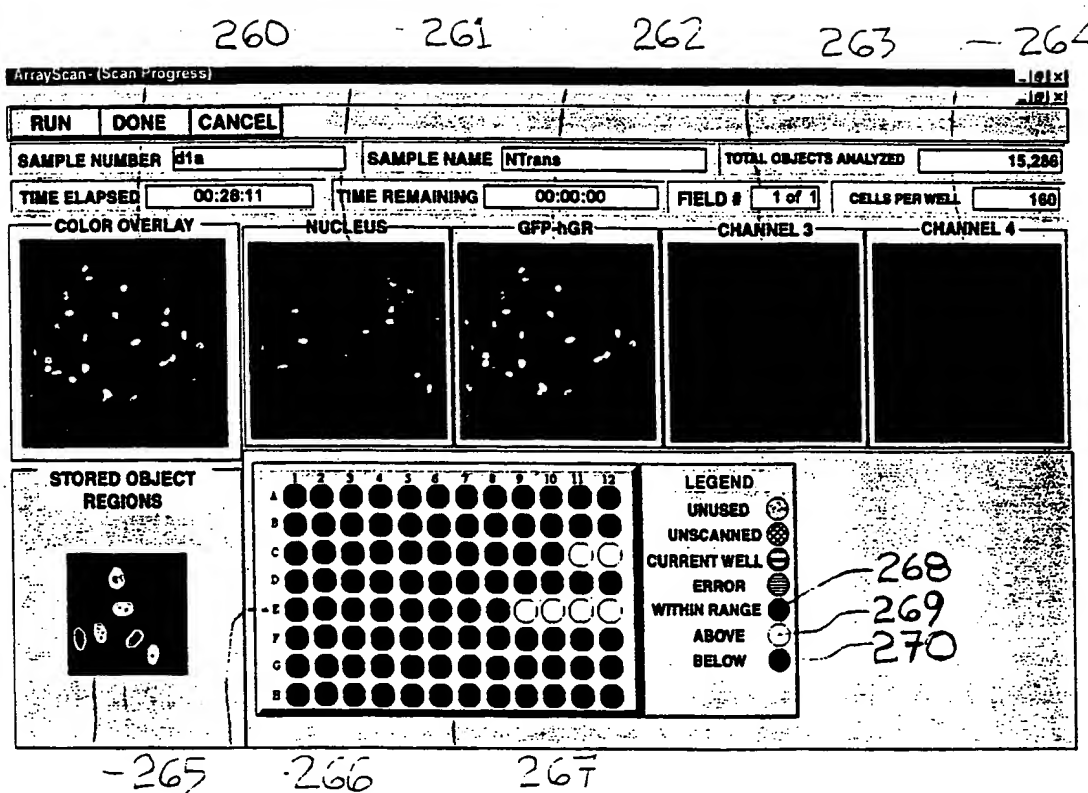 260 261 262 263 264
ArrayScan- (Scan Progress)
RUN DONE CANCEL
SAMPLE NUMBER d1a SAMPLE NAME NTrans TOTAL OBJECTS ANALYZED 15,286
TIME ELAPSED 00:28:11 TIME REMAINING 00:00:00 FIELD # 1 of 1 CELLS PER WELL 160
COLOR OVERLAY NUCLEUS GFP-hGR CHANNEL 3 CHANNEL 4
STORED OBJECT
REGIONS
1 2 3 4 5 6 7 8 9 10 11 12
A
B
C
D
E
F
G
H
LEGEND
UNUSED
UNSCANNED
CURRENT WELL
ERROR
WITHIN RANGE 268
ABOVE 269
BELOW 270
265 266 267